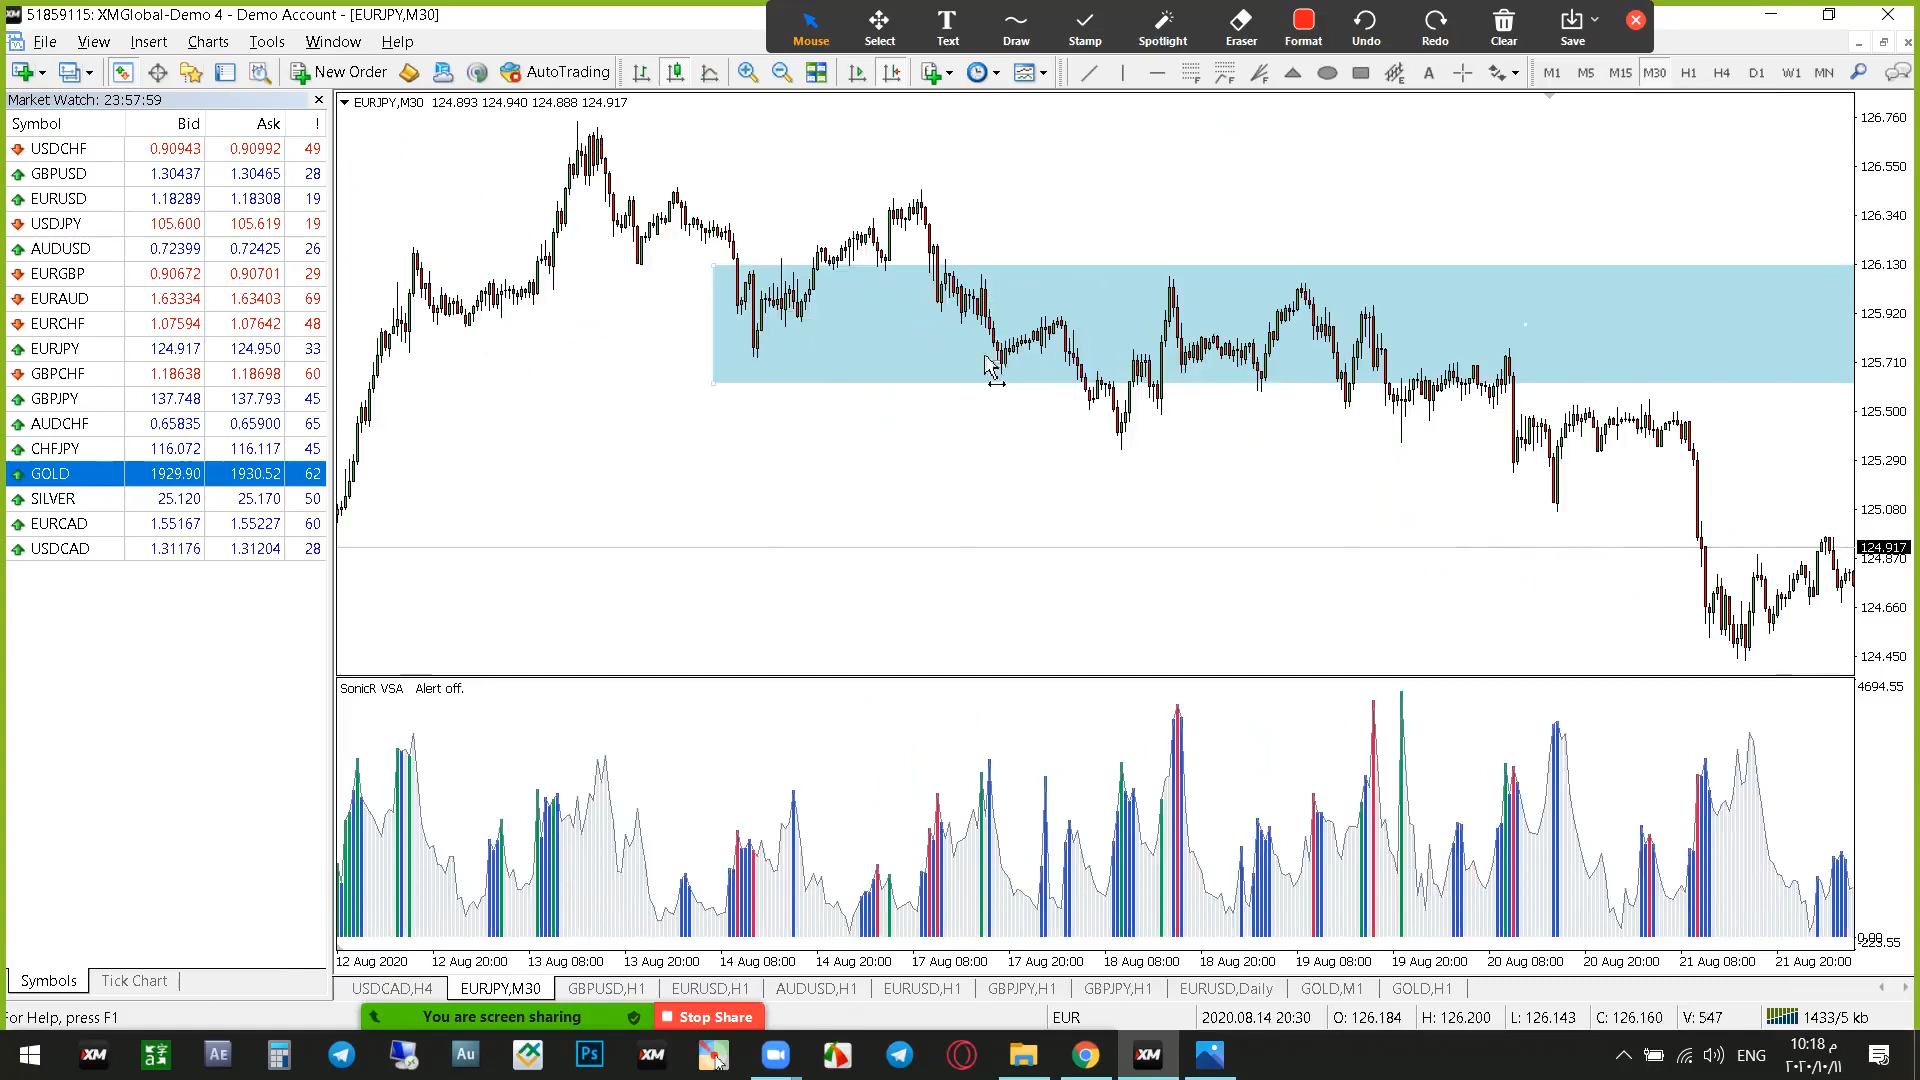 51859115: XMGlobal-Demo 4 - Demo Account - [EURJPY,M30]
Mouse Select Text Draw Stamp Spotlight Eraser Format Undo Redo Clear Save
File View Insert Charts Tools Window Help
New Order AutoTrading M1 M5 M15 M30 H1 H4 D1 W1 MN
Market Watch: 23:57:59
Symbol Bid Ask !
USDCHF 0.90943 0.90992 49
GBPUSD 1.30437 1.30465 28
EURUSD 1.18289 1.18308 19
USDJPY 105.600 105.619 19
AUDUSD 0.72399 0.72425 26
EURGBP 0.90672 0.90701 29
EURAUD 1.63334 1.63403 69
EURCHF 1.07594 1.07642 48
EURJPY 124.917 124.950 33
GBPCHF 1.18638 1.18698 60
GBPJPY 137.748 137.793 45
AUDCHF 0.65835 0.65900 65
CHFJPY 116.072 116.117 45
GOLD 1929.90 1930.52 62
SILVER 25.120 25.170 50
EURCAD 1.55167 1.55227 60
USDCAD 1.31176 1.31204 28
Symbols Tick Chart
EURJPY,M30 124.893 124.940 124.888 124.917
126.760
126.550
126.340
126.130
125.920
125.710
125.500
125.290
125.080
124.917
124.870
124.660
124.450
SonicR VSA Alert off.
4694.55
0.00
-223.55
12 Aug 2020 12 Aug 20:00 13 Aug 08:00 13 Aug 20:00 14 Aug 08:00 14 Aug 20:00 17 Aug 08:00 17 Aug 20:00 18 Aug 08:00 18 Aug 20:00 19 Aug 08:00 19 Aug 20:00 20 Aug 08:00 20 Aug 20:00 21 Aug 08:00 21 Aug 20:00
USDCAD,H4 EURJPY,M30 GBPUSD,H1 EURUSD,H1 AUDUSD,H1 EURUSD,H1 GBPJPY,H1 GBPJPY,H1 EURUSD,Daily GOLD,M1 GOLD,H1
For Help, press F1
You are screen sharing Stop Share
EUR 2020.08.14 20:30 O: 126.184 H: 126.200 L: 126.143 C: 126.160 V: 547 1433/5 kb
XM AE Au Ps XM XM
ENG
10:18 م
٢٠٢٠/١٠/١١